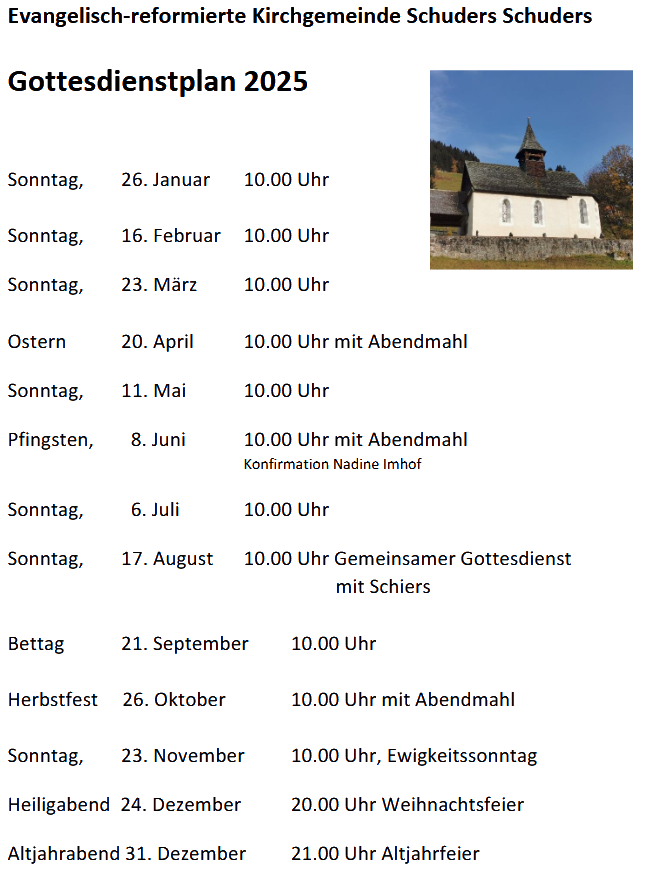 Evangelisch-reformierte Kirchgemeinde Schuders Schuders
Gottesdienstplan 2025
Sonntag, 26. Januar 10.00 Uhr
Sonntag, 16. Februar 10.00 Uhr
Sonntag, 23. März 10.00 Uhr
Ostern 20. April 10.00 Uhr mit Abendmahl
Sonntag, 11. Mai 10.00 Uhr
Pfingsten, 8. Juni 10.00 Uhr mit Abendmahl
Konfirmation Nadine Imhof
Sonntag, 6. Juli 10.00 Uhr
Sonntag, 17. August 10.00 Uhr Gemeinsamer Gottesdienst
mit Schiers
Bettag 21. September 10.00 Uhr
Herbstfest 26. Oktober 10.00 Uhr mit Abendmahl
Sonntag, 23. November 10.00 Uhr, Ewigkeitssonntag
Heiligabend 24. Dezember 20.00 Uhr Weihnachtsfeier
Altjahrabend 31. Dezember 21.00 Uhr Altjahrfeier